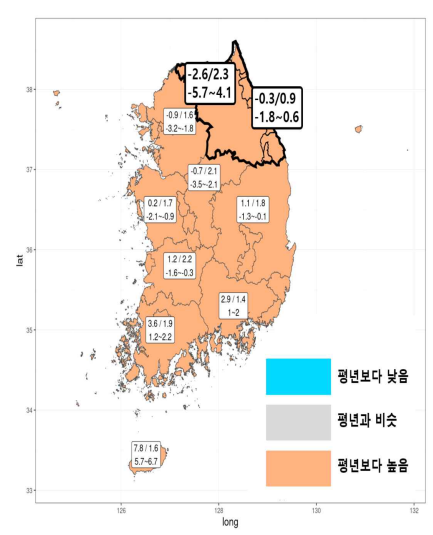 38
37
36
35
34
33
lat
-2.6/2.3
-5.7~4.1
-0.3/0.9
-1.8~0.6
-0.9 / 1.6
-3.2~-1.8
-0.7 / 2.1
-3.5~-2.1
0.2 / 1.7
-2.1~-0.9
1.1 / 1.8
-1.3~-0.1
1.2 / 2.2
-1.6~-0.3
2.9 / 1.4
1~2
3.6 / 1.9
1.2~2.2
7.8 / 1.6
5.7~6.7
평년보다 낮음
평년과 비슷
평년보다 높음
126
128
130
132
long